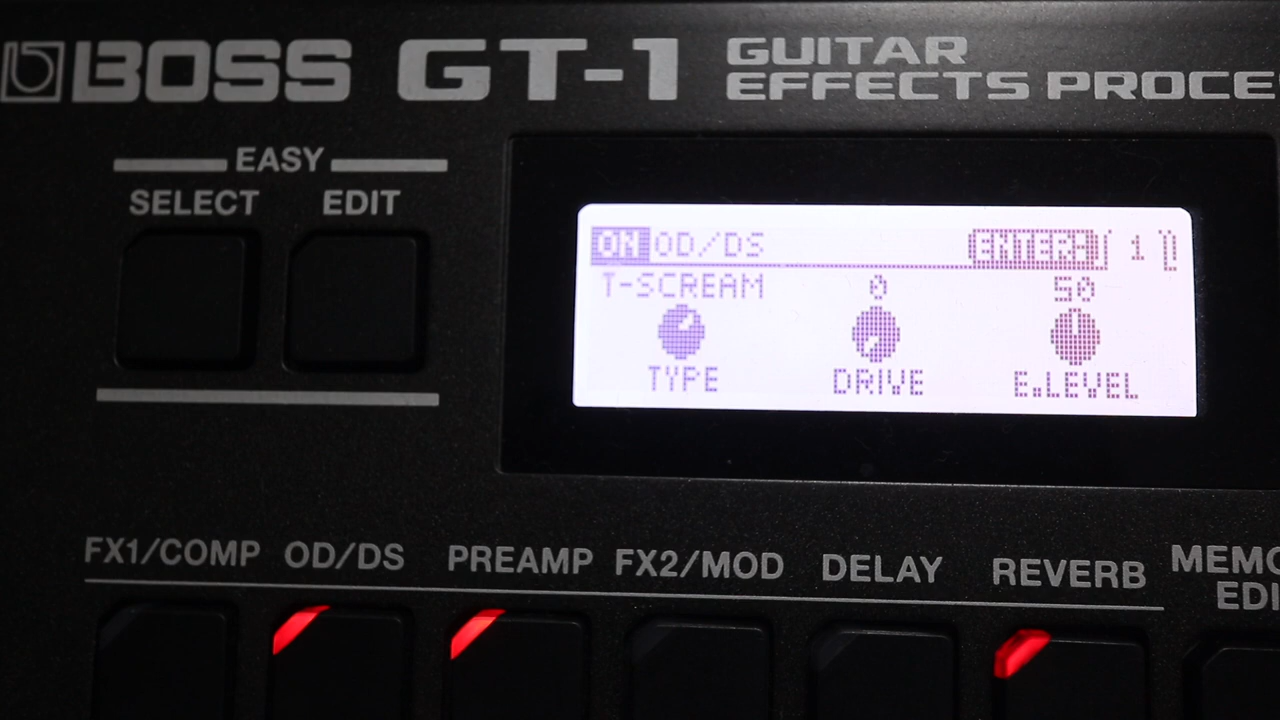 BOSS GT-1 GUITAR
EFFECTS PROCE
EASY
SELECT EDIT
ON OD/DS ENTER 1
T-SCREAM 0 50
TYPE DRIVE E.LEVEL
FX1/COMP OD/DS PREAMP FX2/MOD DELAY REVERB MEMO
EDI